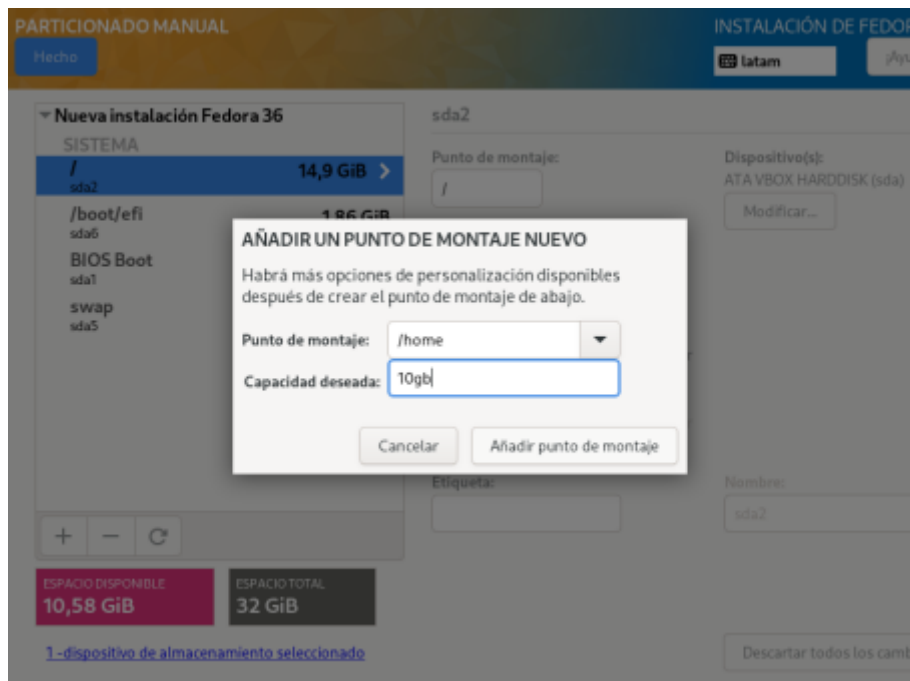 PARTICIONADO MANUAL
INSTALACIÓN DE FEDOR
Hecho
latam
¡Ayu
Nueva instalación Fedora 36
SISTEMA
/
14,9 GiB
sda2
/boot/efi
1,86 GiB
sda6
BIOS Boot
sda1
swap
sda5
sda2
Punto de montaje:
/
Dispositivo(s):
ATA VBOX HARDDISK (sda)
Modificar...
AÑADIR UN PUNTO DE MONTAJE NUEVO
Habrá más opciones de personalización disponibles
después de crear el punto de montaje de abajo.
Punto de montaje:
/home
Capacidad deseada:
10gb
Cancelar
Añadir punto de montaje
Etiqueta:
Nombre:
sda2
ESPACIO DISPONIBLE
10,58 GiB
ESPACIO TOTAL
32 GiB
1 -dispositivo de almacenamiento seleccionado
Descartar todos los camb